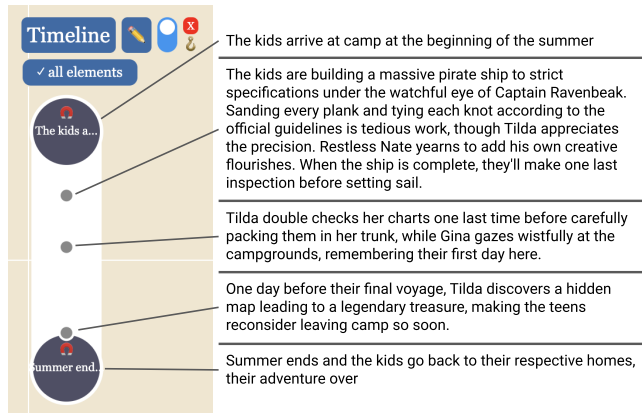 Timeline
X
✓ all elements
The kids a...
Summer end...
The kids arrive at camp at the beginning of the summer
The kids are building a massive pirate ship to strict
specifications under the watchful eye of Captain Ravenbeak.
Sanding every plank and tying each knot according to the
official guidelines is tedious work, though Tilda appreciates
the precision. Restless Nate yearns to add his own creative
flourishes. When the ship is complete, they'll make one last
inspection before setting sail.
Tilda double checks her charts one last time before carefully
packing them in her trunk, while Gina gazes wistfully at the
campgrounds, remembering their first day here.
One day before their final voyage, Tilda discovers a hidden
map leading to a legendary treasure, making the teens
reconsider leaving camp so soon.
Summer ends and the kids go back to their respective homes,
their adventure over